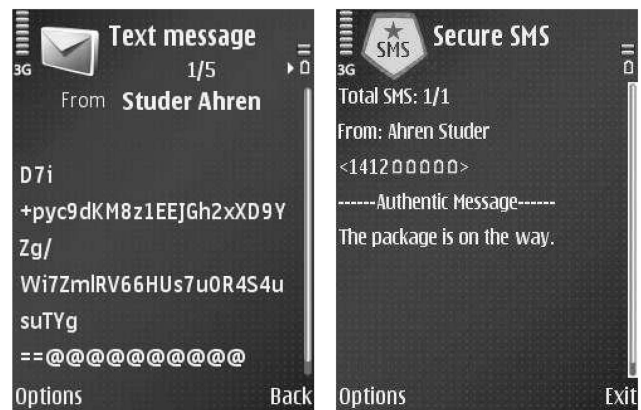 Text message
3G
1/5
From Studer Ahren
D7i
+pyc9dKM8z1EEJGh2xXD9Y
Zg/
Wi7ZmlRV66HUs7u0R4S4u
suTYg
==@@@@@@@@@@
Options Back
SMS
Secure SMS
3G
Total SMS: 1/1
From: Ahren Studer
<1412▯▯▯▯▯>
------Authentic Message------
The package is on the way.
Options Exit